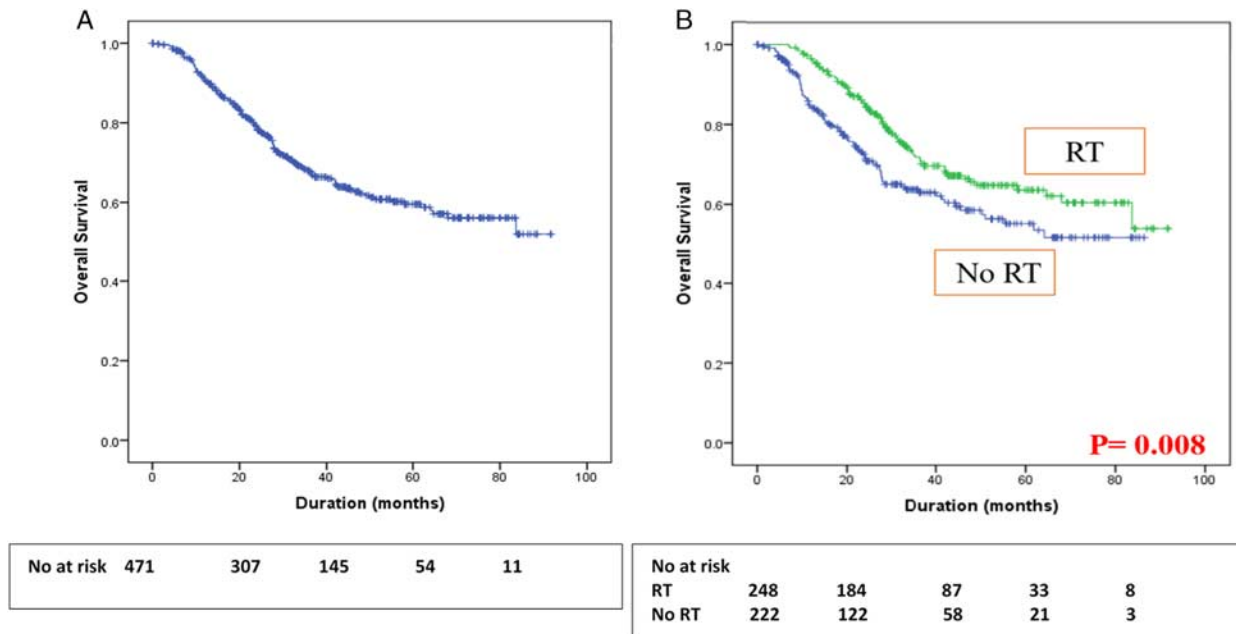 A
1.0
0.8
0.6
0.4
0.2
0.0
Overall Survival
0 20 40 60 80 100
Duration (months)
No at risk 471 307 145 54 11
B
1.0
0.8
0.6
0.4
0.2
0.0
Overall Survival
RT
No RT
P= 0.008
0 20 40 60 80 100
Duration (months)
No at risk
RT 248 184 87 33 8
No RT 222 122 58 21 3